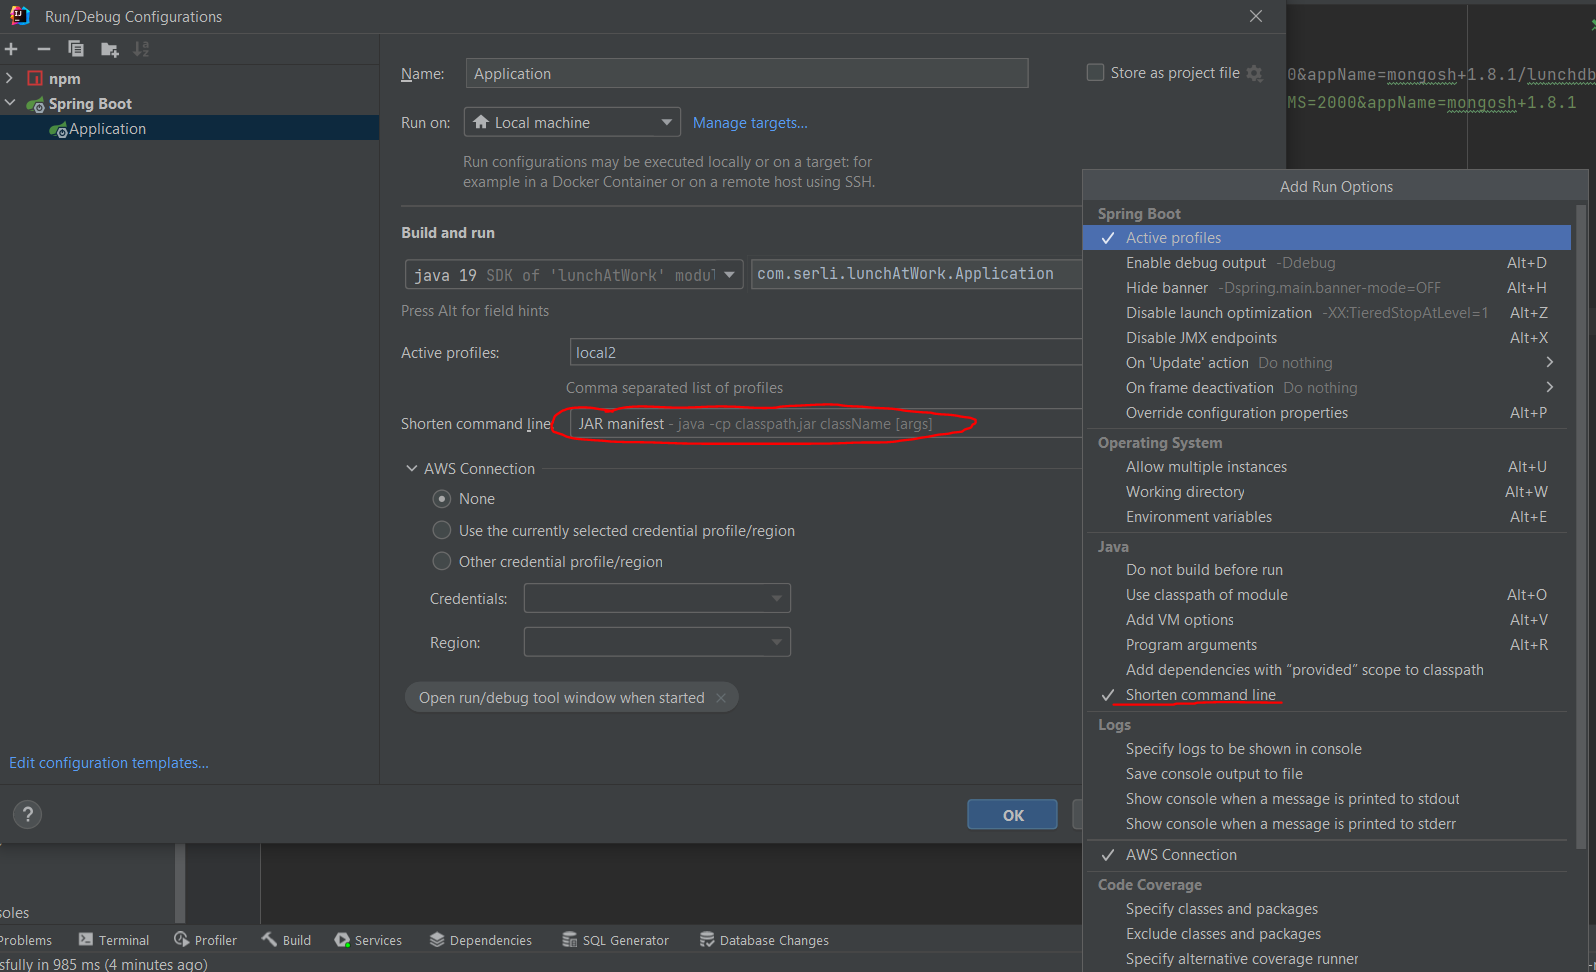 Run/Debug Configurations
npm
Spring Boot
Application
Edit configuration templates...
Name: Application
Store as project file
Run on: Local machine Manage targets...
Run configurations may be executed locally or on a target: for
example in a Docker Container or on a remote host using SSH.
Build and run
java 19 SDK of 'lunchAtWork' modul com.serli.lunchAtWork.Application
Press Alt for field hints
Active profiles: local2
Comma separated list of profiles
Shorten command line JAR manifest - java -cp classpath.jar className [args]
AWS Connection
None
Use the currently selected credential profile/region
Other credential profile/region
Credentials:
Region:
Open run/debug tool window when started
?
OK
0&appName=mongosh+1.8.1/lunchdb
MS=2000&appName=mongosh+1.8.1
Add Run Options
Spring Boot
Active profiles
Enable debug output -Ddebug Alt+D
Hide banner -Dspring.main.banner-mode=OFF Alt+H
Disable launch optimization -XX:TieredStopAtLevel=1 Alt+Z
Disable JMX endpoints Alt+X
On 'Update' action Do nothing
On frame deactivation Do nothing
Override configuration properties Alt+P
Operating System
Allow multiple instances Alt+U
Working directory Alt+W
Environment variables Alt+E
Java
Do not build before run
Use classpath of module Alt+O
Add VM options Alt+V
Program arguments Alt+R
Add dependencies with “provided” scope to classpath
Shorten command line
Logs
Specify logs to be shown in console
Save console output to file
Show console when a message is printed to stdout
Show console when a message is printed to stderr
AWS Connection
Code Coverage
Specify classes and packages
Exclude classes and packages
Specify alternative coverage runner
soles
Problems Terminal Profiler Build Services Dependencies SQL Generator Database Changes
sfully in 985 ms (4 minutes ago)